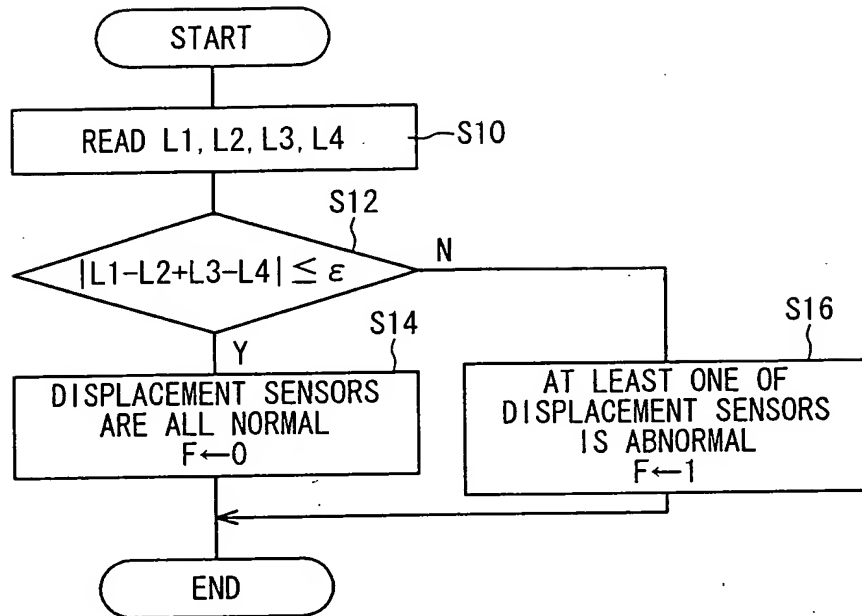 START
READ L1, L2, L3, L4
S10
S12
|L1-L2+L3-L4| ≦ ε
N
Y
S14
DISPLACEMENT SENSORS
ARE ALL NORMAL
F←0
S16
AT LEAST ONE OF
DISPLACEMENT SENSORS
IS ABNORMAL
F←1
END